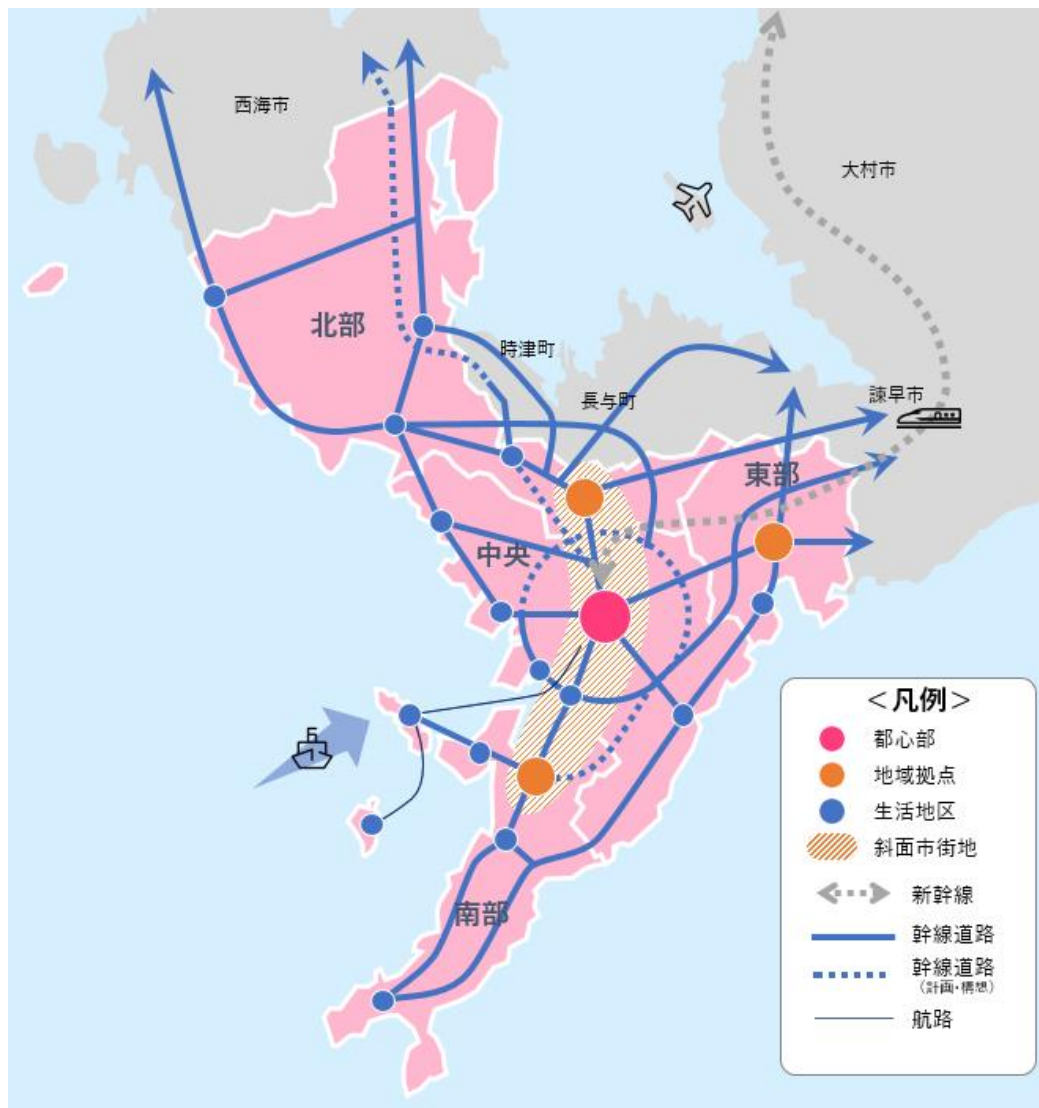 西海市
大村市
北部
時津町
長与町
諫早市
東部
中央
南部
＜凡例＞
都心部
地域拠点
生活地区
斜面市街地
新幹線
幹線道路
幹線道路
（計画・構想）
航路